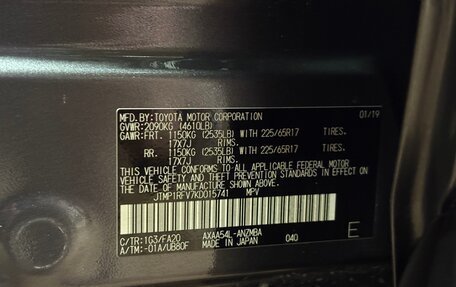 MFD. BY: TOYOTA MOTOR CORPORATION 01/19
GVWR: 2090KG (4610LB)
GAWR: FRT. 1150KG (2535LB) WITH 225/65R17 TIRES.
17X7J RIMS.
RR. 1150KG (2535LB) WITH 225/65R17 TIRES.
17X7J RIMS.
THIS VEHICLE CONFORMS TO ALL APPLICABLE FEDERAL MOTOR
VEHICLE SAFETY AND THEFT PREVENTION STANDARDS IN EFFECT
ON THE DATE OF MANUFACTURE SHOWN ABOVE.
JTMP1RFV7KD015741 MPV
C/TR: 1G3/FA20 AXAA54L-ANZMBA
A/TM: -01A/UB80F MADE IN JAPAN 040 E